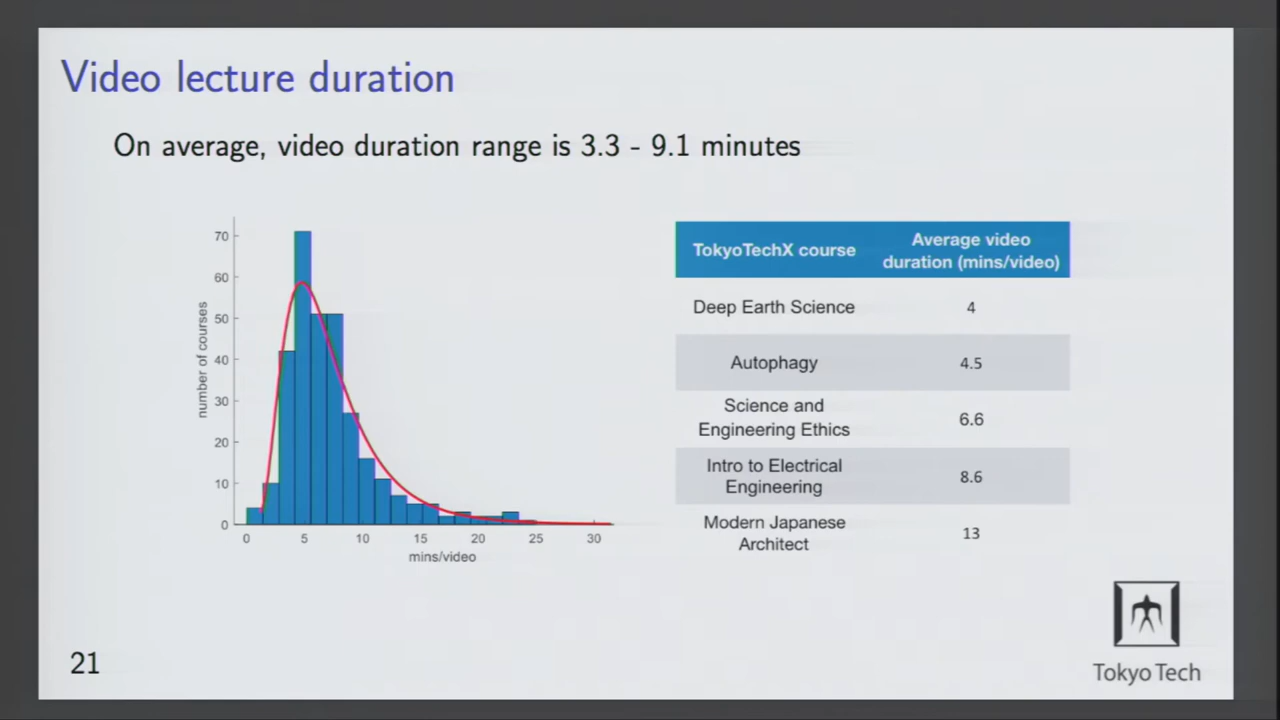 Video lecture duration
On average, video duration range is 3.3 - 9.1 minutes
number of courses
70
60
50
40
30
20
10
0
0 5 10 15 20 25 30
mins/video
TokyoTechX course
Average video
duration (mins/video)
Deep Earth Science 4
Autophagy 4.5
Science and
Engineering Ethics
6.6
Intro to Electrical
Engineering
8.6
Modern Japanese
Architect
13
Tokyo Tech
21